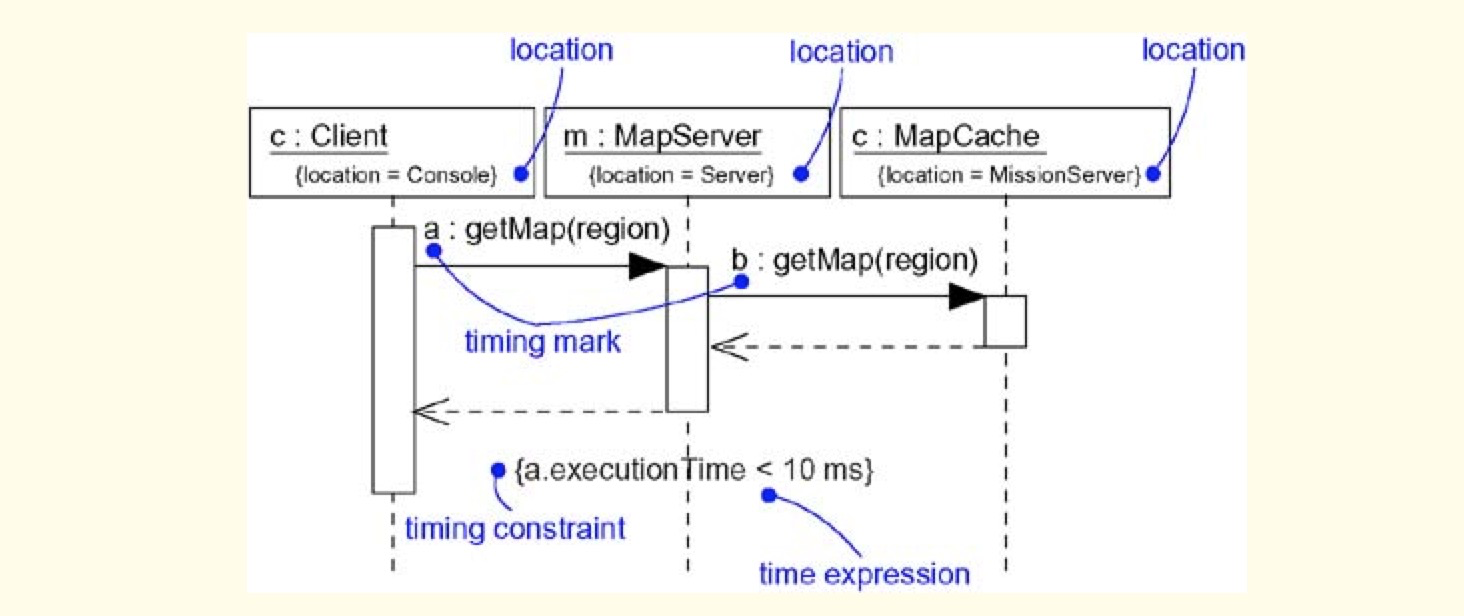 location
location
location
c : Client
{location = Console}
m : MapServer
{location = Server}
c : MapCache
{location = MissionServer}
a : getMap(region)
b : getMap(region)
timing mark
{a.executionTime < 10 ms}
timing constraint
time expression